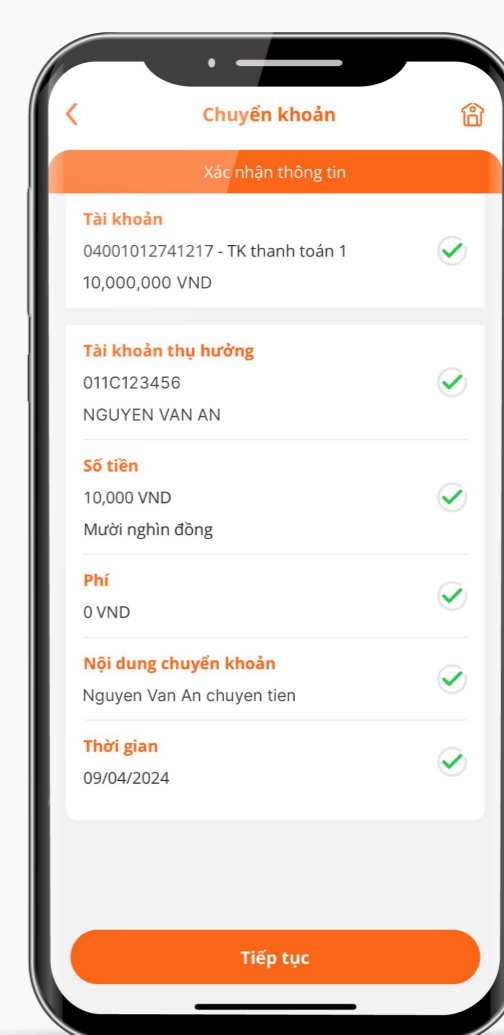 Chuyển khoản
Xác nhận thông tin
Tài khoản
04001012741217 - TK thanh toán 1
10,000,000 VND
Tài khoản thụ hưởng
011C123456
NGUYEN VAN AN
Số tiền
10,000 VND
Mười nghìn đồng
Phí
0 VND
Nội dung chuyển khoản
Nguyen Van An chuyen tien
Thời gian
09/04/2024
Tiếp tục